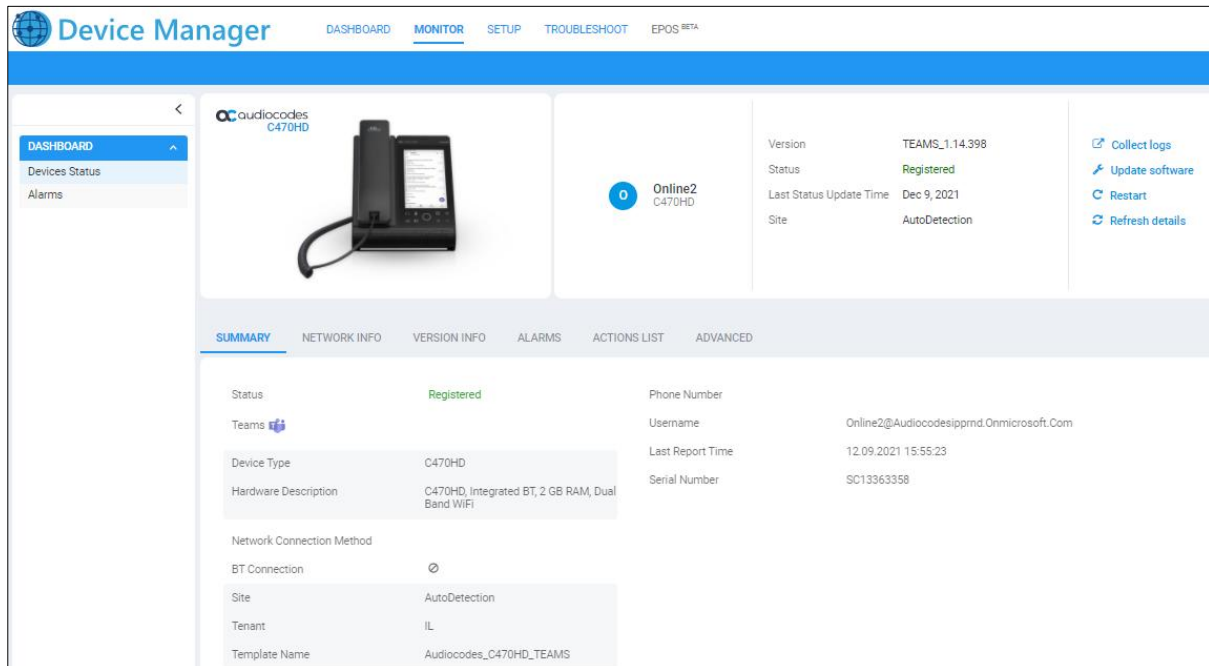 Device Manager
DASHBOARD MONITOR SETUP TROUBLESHOOT EPOS BETA
DASHBOARD
Devices Status
Alarms
audiocodes
C470HD
O
Online2
C470HD
Version TEAMS_1.14.398
Status Registered
Last Status Update Time Dec 9, 2021
Site AutoDetection
Collect logs
Update software
Restart
Refresh details
SUMMARY NETWORK INFO VERSION INFO ALARMS ACTIONS LIST ADVANCED
Status Registered
Teams
Device Type C470HD
Hardware Description C470HD, Integrated BT, 2 GB RAM, Dual
Band WiFi
Network Connection Method
BT Connection
Site AutoDetection
Tenant IL
Template Name Audiocodes_C470HD_TEAMS
Phone Number
Username Online2@Audiocodesipprnd.Onmicrosoft.Com
Last Report Time 12.09.2021 15:55:23
Serial Number SC13363358